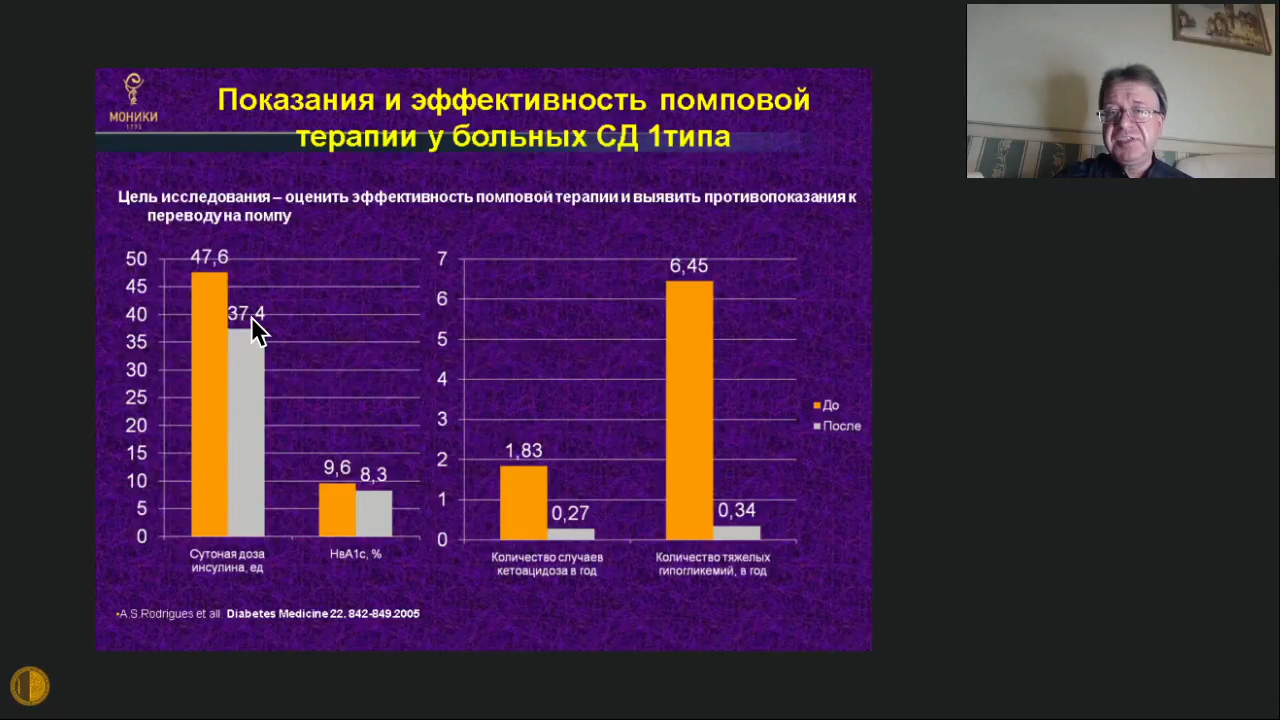 МОНИКИ
1775
Показания и эффективность помповой
терапии у больных СД 1типа
Цель исследования – оценить эффективность помповой терапии и выявить противопоказания к
переводу на помпу
50
45
40
35
30
25
20
15
10
5
0
47,6
37,4
9,6
8,3
Сутоная доза
инсулина, ед
НвА1с, %
7
6
5
4
3
2
1
0
1,83
0,27
6,45
0,34
Количество случаев
кетоацидоза в год
Количество тяжелых
гипогликемий, в год
До
После
•A.S.Rodrigues et all. Diabetes Medicine 22. 842-849.2005